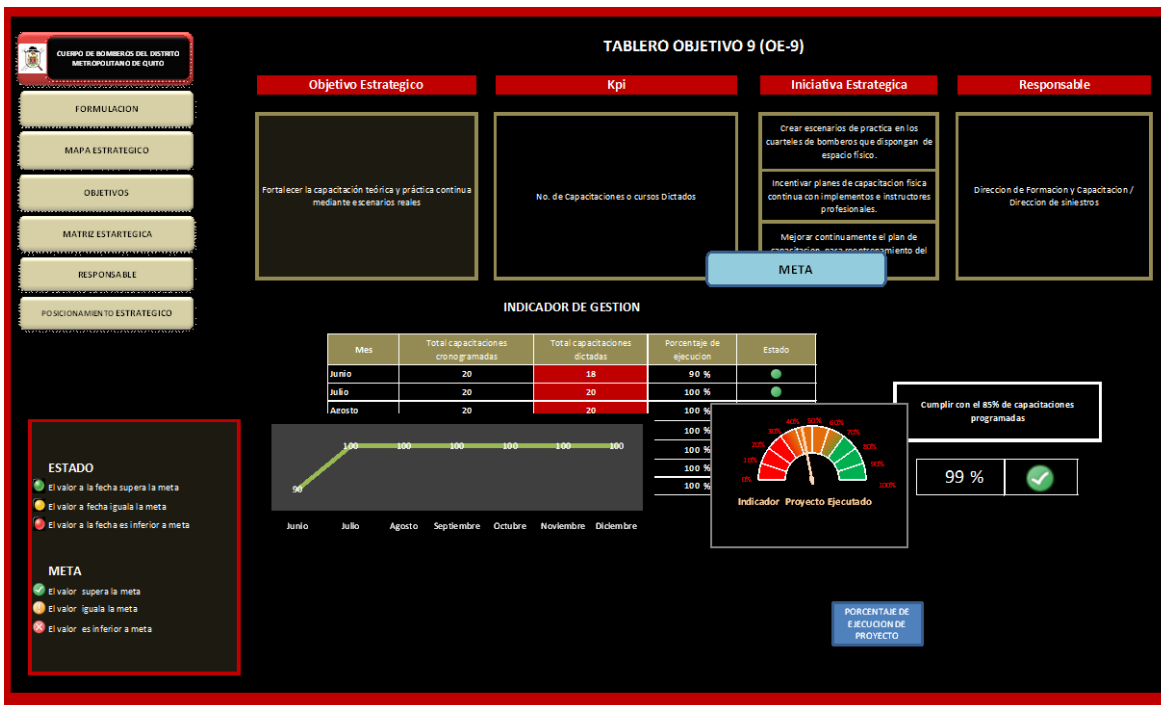 CUERPO DE BOMBEROS DEL DISTRITO
METROPOLITANO DE QUITO
FORMULACION
MAPA ESTRATEGICO
OBJETIVOS
MATRIZ ESTARTEGICA
RESPONSABLE
POSICIONAMIENTO ESTRATEGICO
TABLERO OBJETIVO 9 (OE-9)
Objetivo Estrategico
Kpi
Iniciativa Estrategica
Responsable
Fortalecer la capacitación teórica y práctica continua
mediante escenarios reales
No. de Capacitaciones o cursos Dictados
Crear escenarios de practica en los
cuarteles de bomberos que dispongan de
espacio físico.
Incentivar planes de capacitacion fisica
continua con implementos e instructores
profesionales.
Mejorar continuamente el plan de
capacitacion para reentrenamiento del
Direccion de Formacion y Capacitacion /
Direccion de siniestros
META
INDICADOR DE GESTION
Mes Total capacitaciones cronogramadas Total capacitaciones dictadas Porcentaje de ejecucion Estado
Junio 20 18 90 %
Julio 20 20 100 %
Agosto 20 20 100 %
100 %
100 %
100 %
100 %
90 100 100 100 100 100 100
Junio Julio Agosto Septiembre Octubre Noviembre Diciembre
0% 10% 20% 30% 40% 50% 60% 70% 80% 90% 100%
Indicador Proyecto Ejecutado
Cumplir con el 85% de capacitaciones
programadas
99 %
PORCENTAJE DE
EJECUCION DE
PROYECTO
ESTADO
El valor a la fecha supera la meta
El valor a fecha iguala la meta
El valor a la fecha es inferior a meta
META
El valor supera la meta
El valor iguala la meta
El valor es inferior a meta